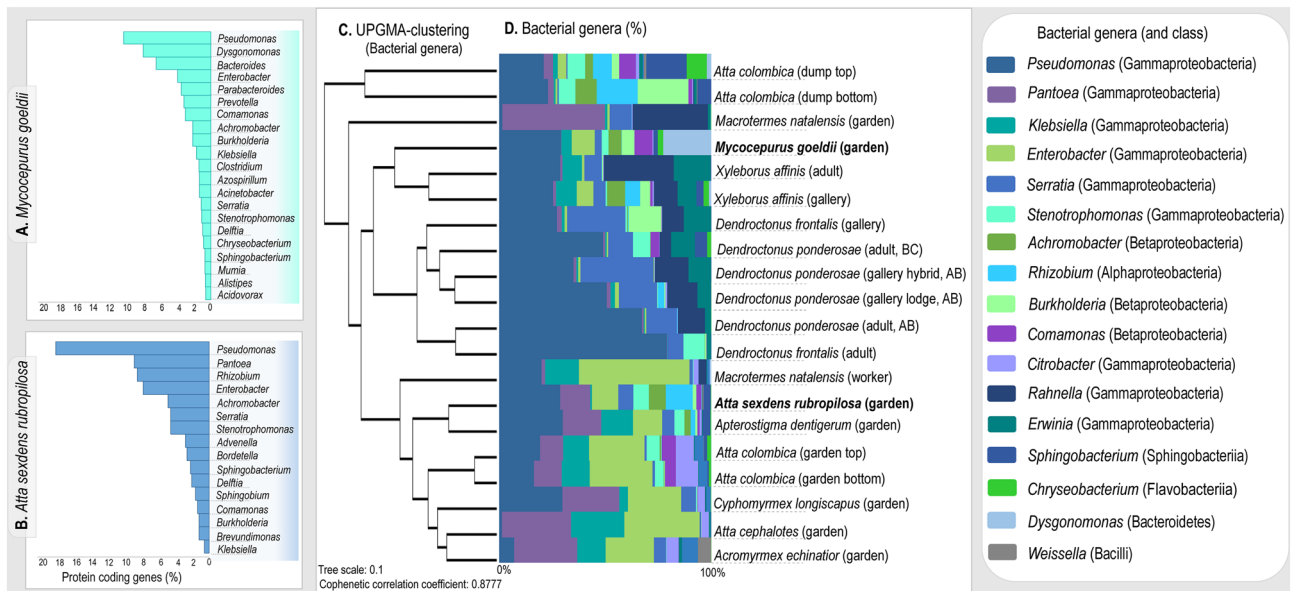 A. Mycocepurus goeldii
Pseudomonas
Dysgonomonas
Bacteroides
Enterobacter
Parabacteroides
Prevotella
Comamonas
Achromobacter
Burkholderia
Klebsiella
Clostridium
Azospirillum
Acinetobacter
Serratia
Stenotrophomonas
Delftia
Chryseobacterium
Sphingobacterium
Mumia
Alistipes
Acidovorax
20 18 16 14 12 10 8 6 4 2 0
B. Atta sexdens rubropilosa
Pseudomonas
Pantoea
Rhizobium
Enterobacter
Achromobacter
Serratia
Stenotrophomonas
Advenella
Bordetella
Sphingobacterium
Delftia
Sphingobium
Comamonas
Burkholderia
Brevundimonas
Klebsiella
20 18 16 14 12 10 8 6 4 2 0
Protein coding genes (%)
C. UPGMA-clustering
(Bacterial genera)
Tree scale: 0.1
Cophenetic correlation coefficient: 0.8777
D. Bacterial genera (%)
Atta colombica (dump top)
Atta colombica (dump bottom)
Macrotermes natalensis (garden)
Mycocepurus goeldii (garden)
Xyleborus affinis (adult)
Xyleborus affinis (gallery)
Dendroctonus frontalis (gallery)
Dendroctonus ponderosae (adult, BC)
Dendroctonus ponderosae (gallery hybrid, AB)
Dendroctonus ponderosae (gallery lodge, AB)
Dendroctonus ponderosae (adult, AB)
Dendroctonus frontalis (adult)
Macrotermes natalensis (worker)
Atta sexdens rubropilosa (garden)
Apterostigma dentigerum (garden)
Atta colombica (garden top)
Atta colombica (garden bottom)
Cyphomyrmex longiscapus (garden)
Atta cephalotes (garden)
Acromyrmex echinatior (garden)
0% 100%
Bacterial genera (and class)
Pseudomonas (Gammaproteobacteria)
Pantoea (Gammaproteobacteria)
Klebsiella (Gammaproteobacteria)
Enterobacter (Gammaproteobacteria)
Serratia (Gammaproteobacteria)
Stenotrophomonas (Gammaproteobacteria)
Achromobacter (Betaproteobacteria)
Rhizobium (Alphaproteobacteria)
Burkholderia (Betaproteobacteria)
Comamonas (Betaproteobacteria)
Citrobacter (Gammaproteobacteria)
Rahnella (Gammaproteobacteria)
Erwinia (Gammaproteobacteria)
Sphingobacterium (Sphingobacteriia)
Chryseobacterium (Flavobacteriia)
Dysgonomonas (Bacteroidetes)
Weissella (Bacilli)